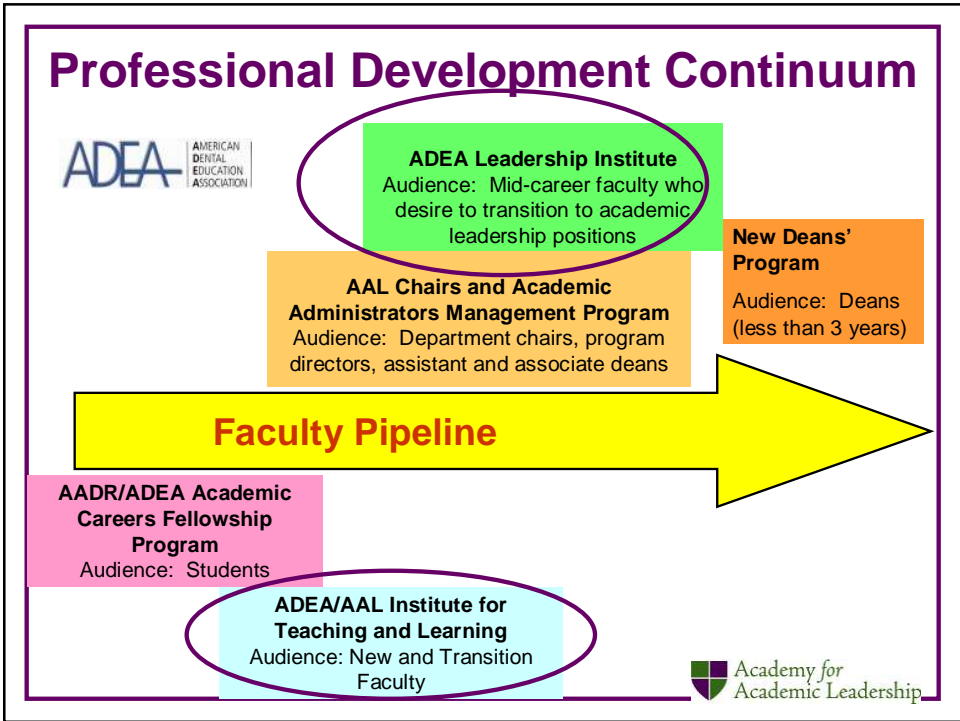 Professional Development Continuum
ADEA
AMERICAN
DENTAL
EDUCATION
ASSOCIATION
ADEA Leadership Institute
Audience: Mid-career faculty who
desire to transition to academic
leadership positions
New Deans'
Program
Audience: Deans
(less than 3 years)
AAL Chairs and Academic
Administrators Management Program
Audience: Department chairs, program
directors, assistant and associate deans
Faculty Pipeline
AADR/ADEA Academic
Careers Fellowship
Program
Audience: Students
ADEA/AAL Institute for
Teaching and Learning
Audience: New and Transition
Faculty
Academy for
Academic Leadership